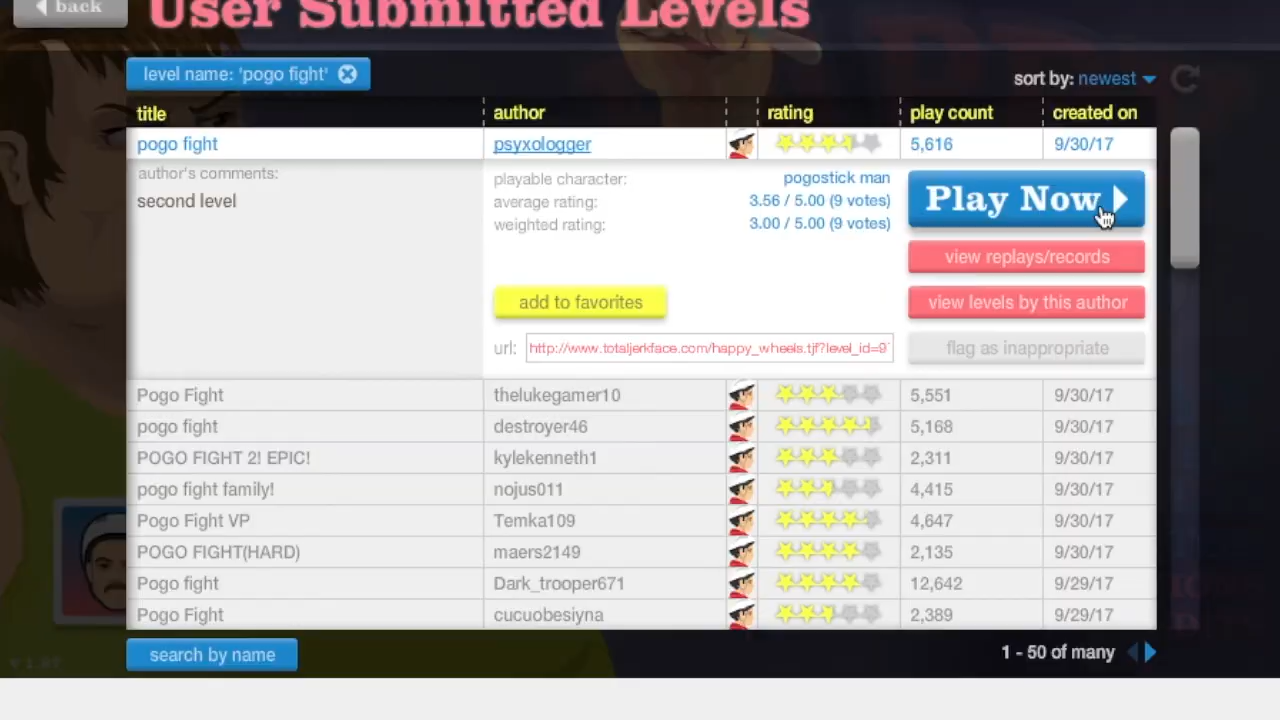 back
User Submitted Levels
level name: 'pogo fight'
sort by: newest
title author rating play count created on
pogo fight psyxologger 5,616 9/30/17
author's comments:
second level
playable character: pogostick man
average rating: 3.56 / 5.00 (9 votes)
weighted rating: 3.00 / 5.00 (9 votes)
Play Now
view replays/records
add to favorites
view levels by this author
url: http://www.totaljerkface.com/happy_wheels.tjf?level_id=9
flag as inappropriate
Pogo Fight thelukegamer10 5,551 9/30/17
pogo fight destroyer46 5,168 9/30/17
POGO FIGHT 2! EPIC! kylekenneth1 2,311 9/30/17
pogo fight family! nojus011 4,415 9/30/17
Pogo Fight VP Temka109 4,647 9/30/17
POGO FIGHT(HARD) maers2149 2,135 9/30/17
Pogo fight Dark_trooper671 12,642 9/29/17
Pogo Fight cucuobesiyna 2,389 9/29/17
search by name
1 - 50 of many